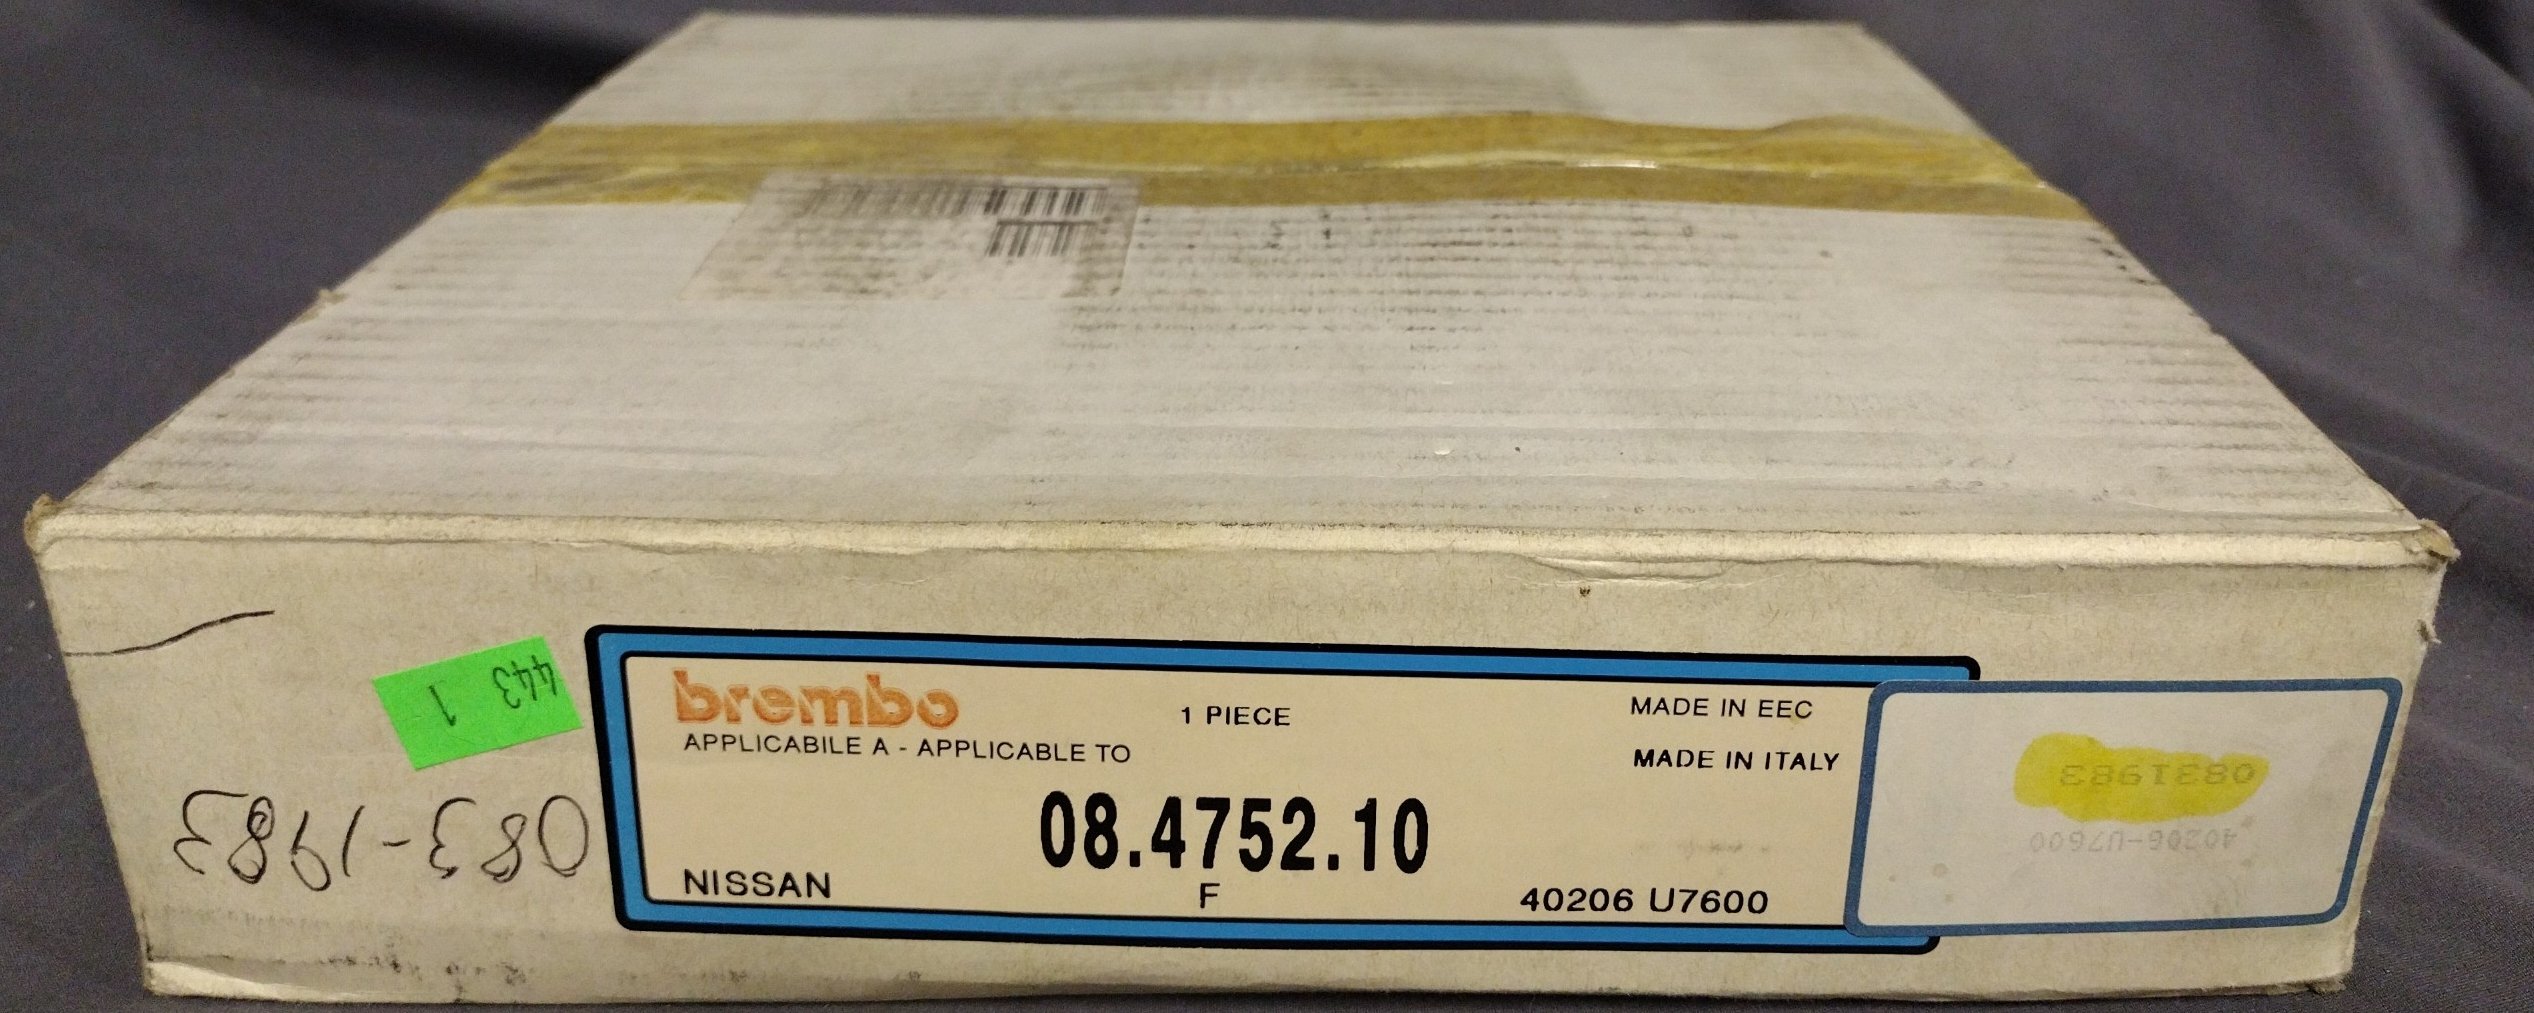 brembo
1 PIECE
MADE IN EEC
APPLICABILE A - APPLICABLE TO
MADE IN ITALY
08.4752.10
NISSAN
F
40206 U7600
443
1
083-1983
0831983
40206-U7600